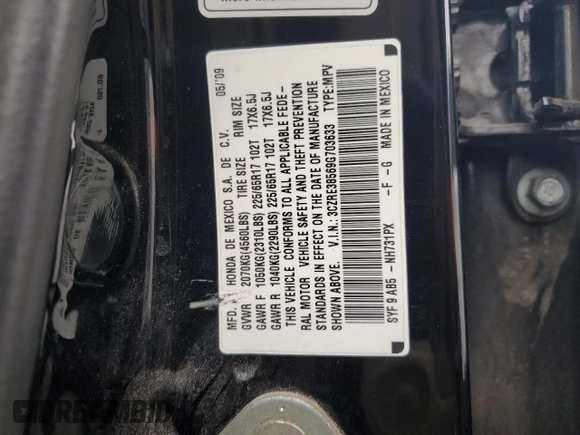 MFD. BY HONDA DE MEXICO S.A. DE C.V. 05/'09
GVWR 2070KG(4560LBS) TIRE SIZE RIM SIZE
GAWR F 1050KG(2310LBS) 225/65R17 102T 17X6.5J
GAWR R 1040KG(2290LBS) 225/65R17 102T 17X6.5J
THIS VEHICLE CONFORMS TO ALL APPLICABLE FEDE-
RAL MOTOR VEHICLE SAFETY AND THEFT PREVENTION
STANDARDS IN EFFECT ON THE DATE OF MANUFACTURE
SHOWN ABOVE. V.I.N.:3CZRE38569G703633 TYPE:MPV
SYF9AB5 -NH731PX -F -G MADE IN MEXICO
DREAMBID